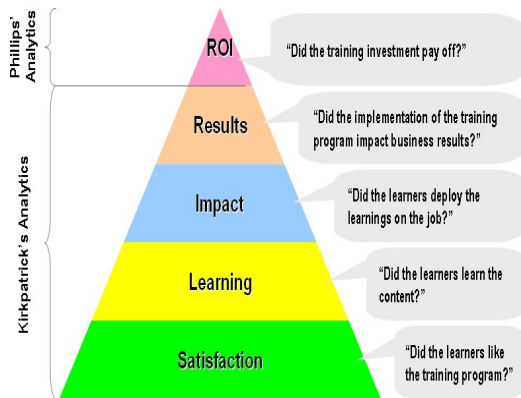 Phillips'
Analytics
Kirkpatrick's Analytics
ROI
"Did the training investment pay off?"
Results
"Did the implementation of the training
program impact business results?"
Impact
"Did the learners deploy the
learnings on the job?"
Learning
"Did the learners learn the
content?"
Satisfaction
"Did the learners like
the training program?"